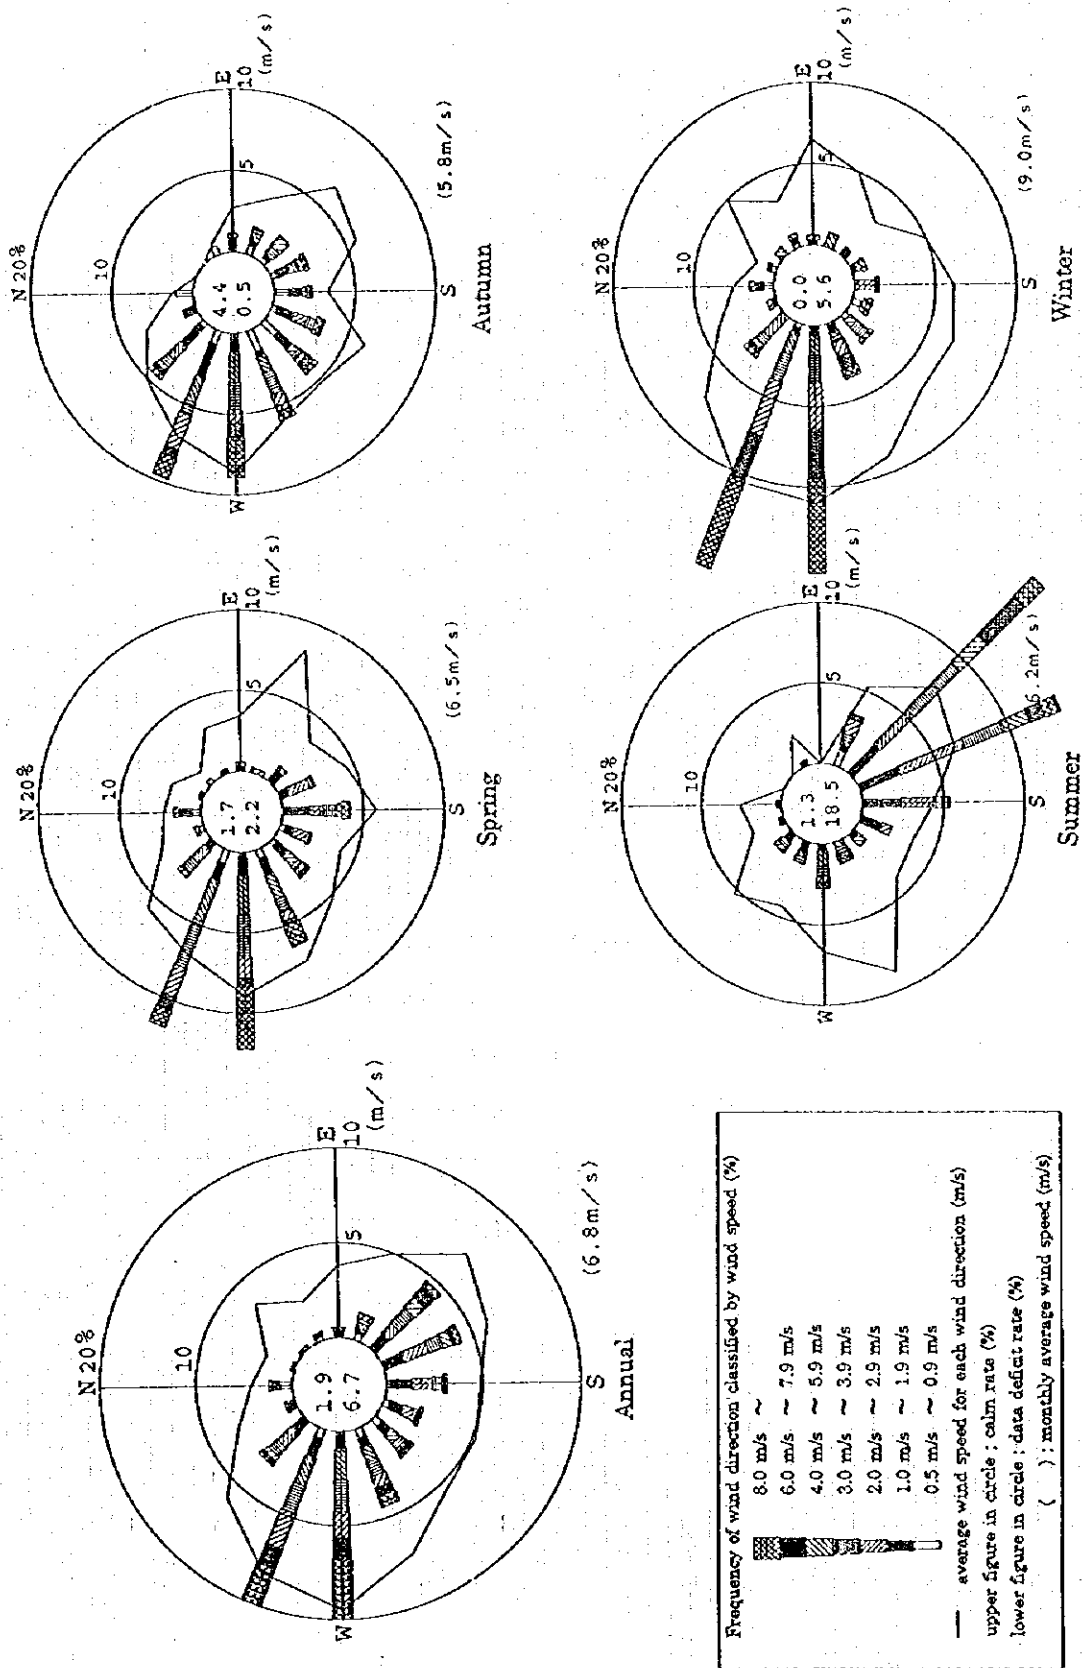 N 20%
10
E
10
(m/s)
5
4.4
0.5
W
S
(5.8m/s)
Autumn
N 20%
10
E
10
(m/s)
5
0.0
5.6
S
(9.0m/s)
Winter
N 20%
10
E
10
(m/s)
5
1.7
2.2
S
(6.5m/s)
Spring
N 20%
10
E
10
(m/s)
5
1.3
18.5
W
S
6.2m/s)
Summer
N 20%
10
E
10
(m/s)
5
1.9
6.7
W
S
(6.8m/s)
Annual
Frequency of wind direction classified by wind speed (%)
8.0 m/s ~
6.0 m/s ~ 7.9 m/s
4.0 m/s ~ 5.9 m/s
3.0 m/s ~ 3.9 m/s
2.0 m/s ~ 2.9 m/s
1.0 m/s ~ 1.9 m/s
0.5 m/s ~ 0.9 m/s
average wind speed for each wind direction (m/s)
upper figure in circle ; calm rate (%)
lower figure in circle ; data deficit rate (%)
( ) ; monthly average wind speed (m/s)